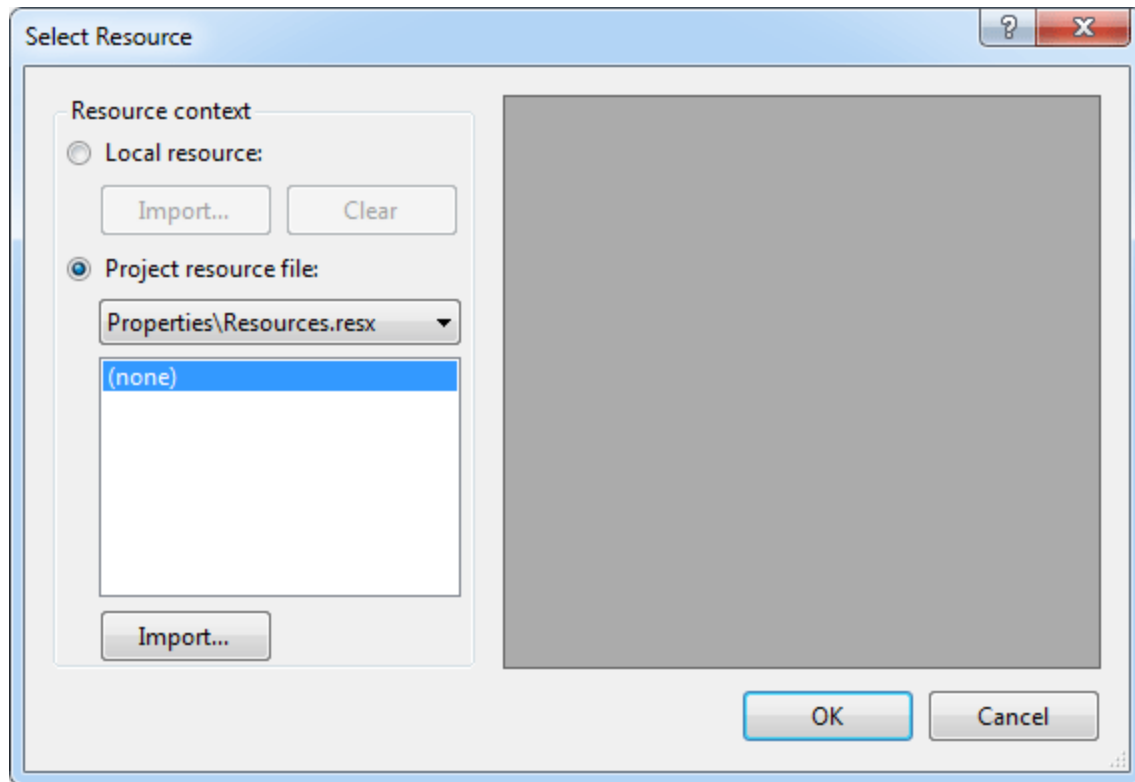 Select Resource
Resource context
Local resource:
Import...
Clear
Project resource file:
Properties\Resources.resx
(none)
Import...
OK
Cancel